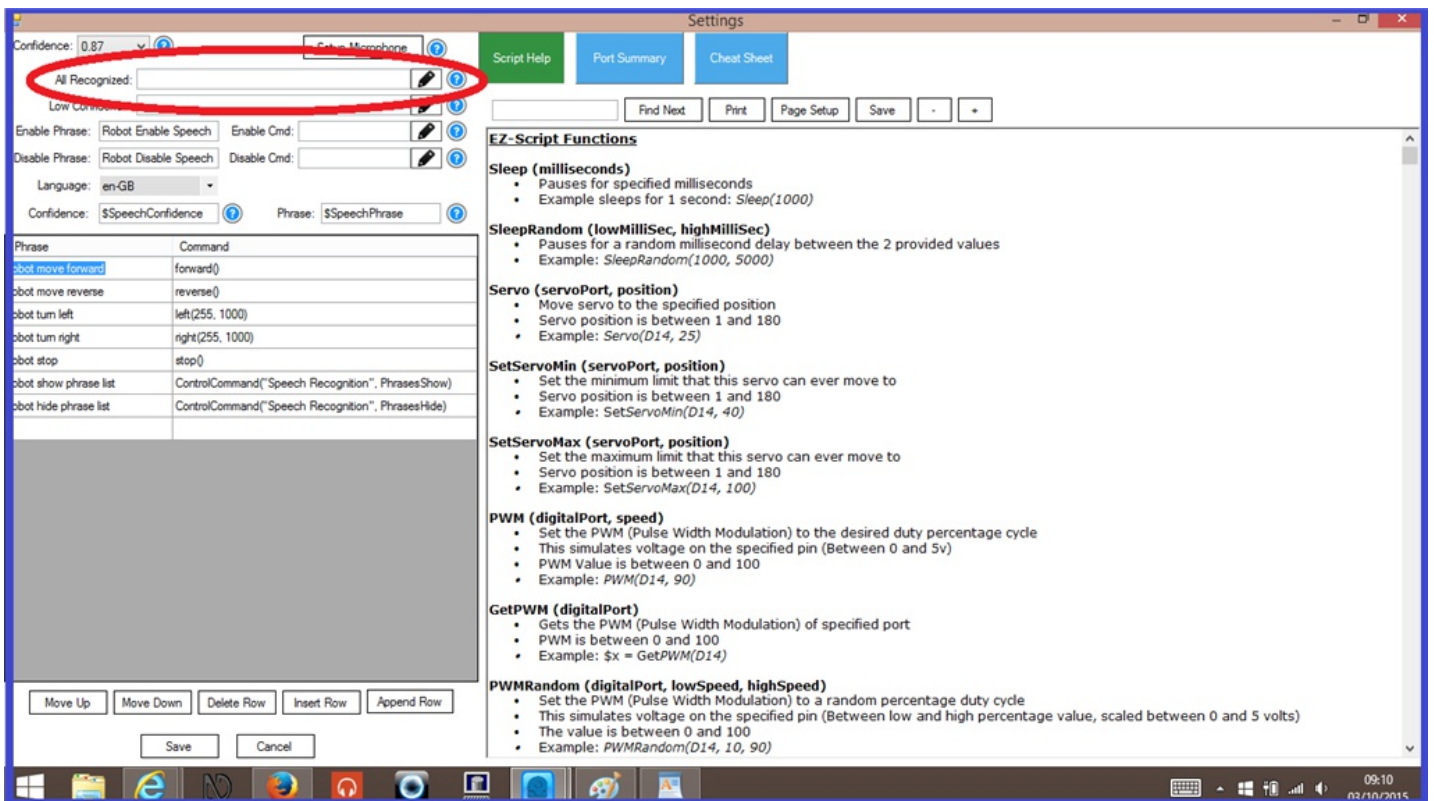 Settings
Confidence: 0.87
All Recognized:
Enable Phrase: Robot Enable Speech Enable Cmd:
Disable Phrase: Robot Disable Speech Disable Cmd:
Language: en-GB
Confidence: $SpeechConfidence Phrase: $SpeechPhrase
Phrase Command
obot move forward forward()
obot move reverse reverse()
obot turn left left(255, 1000)
obot turn right right(255, 1000)
obot stop stop()
obot show phrase list ControlCommand("Speech Recognition", PhrasesShow)
obot hide phrase list ControlCommand("Speech Recognition", PhrasesHide)
Move Up Move Down Delete Row Insert Row Append Row
Save Cancel
Script Help Port Summary Cheat Sheet
Find Next Print Page Setup Save - +
EZ-Script Functions
Sleep (milliseconds)
• Pauses for specified milliseconds
• Example sleeps for 1 second: Sleep(1000)
SleepRandom (lowMilliSec, highMilliSec)
• Pauses for a random millisecond delay between the 2 provided values
• Example: SleepRandom(1000, 5000)
Servo (servoPort, position)
• Move servo to the specified position
• Servo position is between 1 and 180
• Example: Servo(D14, 25)
SetServoMin (servoPort, position)
• Set the minimum limit that this servo can ever move to
• Servo position is between 1 and 180
• Example: SetServoMin(D14, 40)
SetServoMax (servoPort, position)
• Set the maximum limit that this servo can ever move to
• Servo position is between 1 and 180
• Example: SetServoMax(D14, 100)
PWM (digitalPort, speed)
• Set the PWM (Pulse Width Modulation) to the desired duty percentage cycle
• This simulates voltage on the specified pin (Between 0 and 5v)
• PWM Value is between 0 and 100
• Example: PWM(D14, 90)
GetPWM (digitalPort)
• Gets the PWM (Pulse Width Modulation) of specified port
• PWM is between 0 and 100
• Example: $x = GetPWM(D14)
PWMRandom (digitalPort, lowSpeed, highSpeed)
• Set the PWM (Pulse Width Modulation) to a random percentage duty cycle
• This simulates voltage on the specified pin (Between low and high percentage value, scaled between 0 and 5 volts)
• The value is between 0 and 100
• Example: PWMRandom(D14, 10, 90)
09:10
03/10/2015